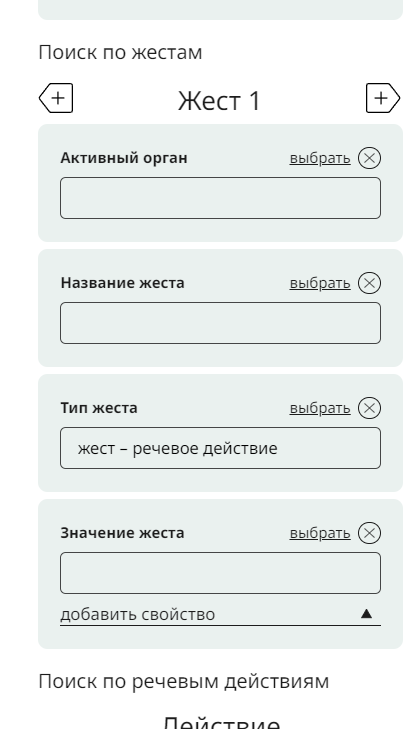 Поиск по жестам
Жест 1
Активный орган выбрать
Название жеста выбрать
Тип жеста выбрать
жест – речевое действие
Значение жеста выбрать
добавить свойство
Поиск по речевым действиям
Действие